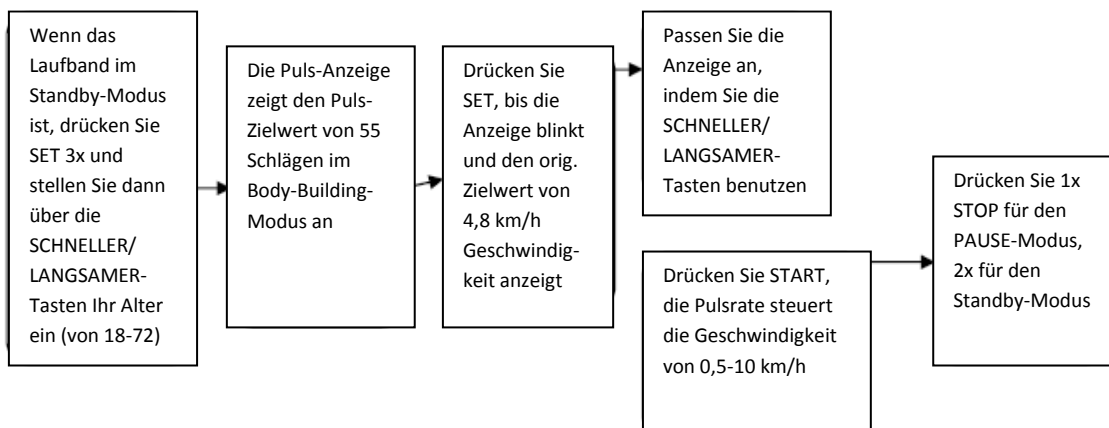 Wenn das
Laufband im
Standby-Modus
ist, drücken Sie
SET 3x und
stellen Sie dann
über die
SCHNELLER/
LANGSAMER-
Tasten Ihr Alter
ein (von 18-72)
Die Puls-Anzeige
zeigt den Puls-
Zielwert von 55
Schlägen im
Body-Building-
Modus an
Drücken Sie
SET, bis die
Anzeige blinkt
und den orig.
Zielwert von
4,8 km/h
Geschwindig-
keit anzeigt
Passen Sie die
Anzeige an,
indem Sie die
SCHNELLER/
LANGSAMER-
Tasten benutzen
Drücken Sie START,
die Pulsrate steuert
die Geschwindigkeit
von 0,5-10 km/h
Drücken Sie 1x
STOP für den
PAUSE-Modus,
2x für den
Standby-Modus